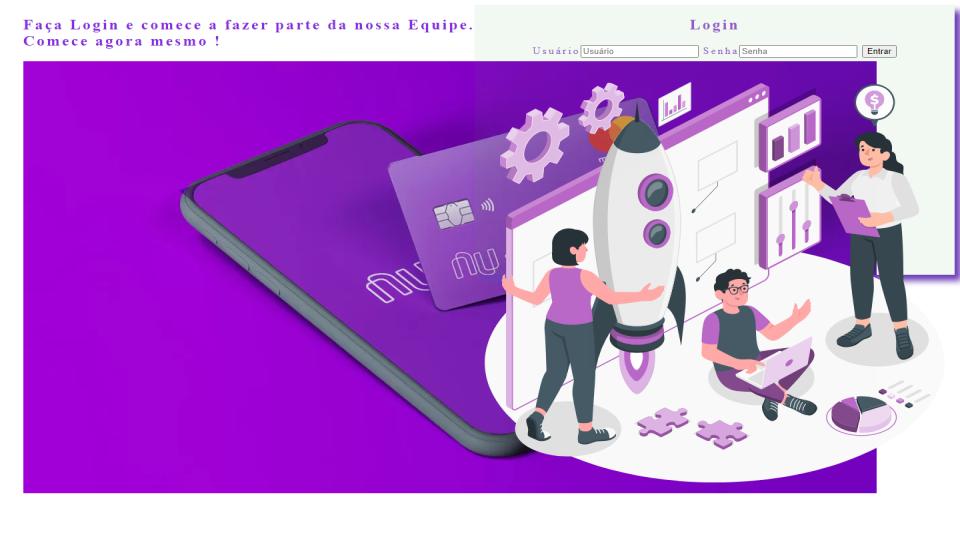 Faça Login e comece a fazer parte da nossa Equipe.
Comece agora mesmo !
Login
Usuário Usuário Senha Senha Entrar
nu
nu
$